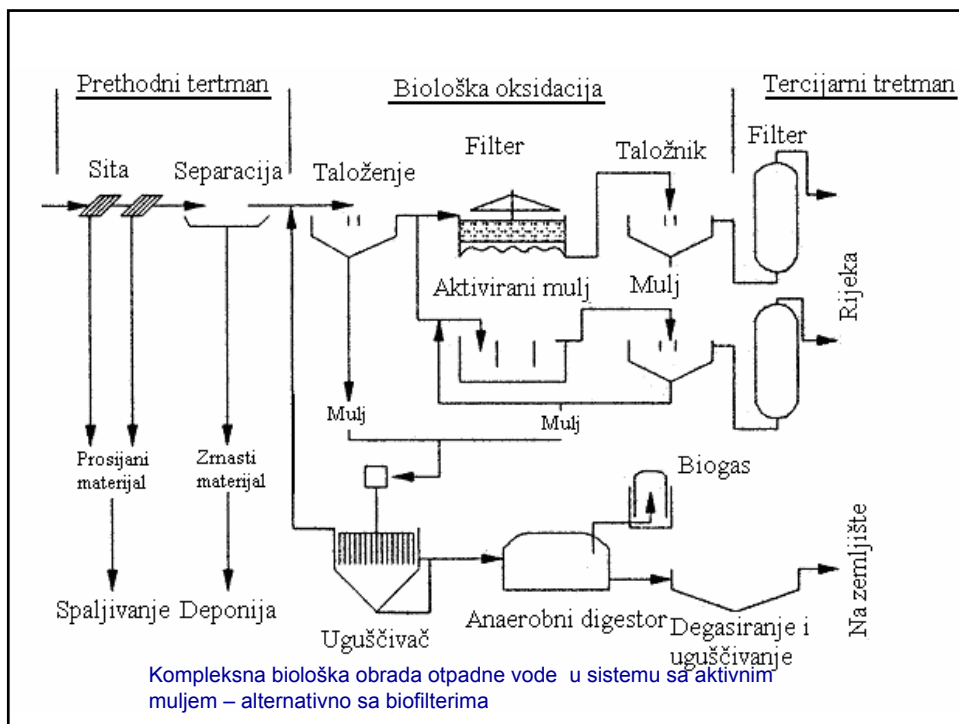 Prethodni tertman
Biološka oksidacija
Tercijarni tretman
Sita
Separacija
Taloženje
Filter
Taložnik
Filter
Aktivirani mulj
Mulj
Rijeka
Mulj
Mulj
Prosijani
materijal
Zrnasti
materijal
Biogas
Spaljivanje
Deponija
Uguščivač
Anaerobni digestor
Degasiranje i
uguščivanje
Na zemljište
Kompleksna biološka obrada otpadne vode u sistemu sa aktivnim
muljem – alternativno sa biofilterima